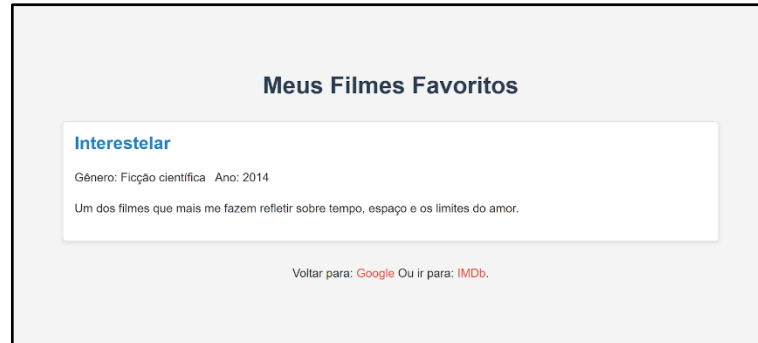 Meus Filmes Favoritos
Interestelar
Gênero: Ficção científica Ano: 2014
Um dos filmes que mais me fazem refletir sobre tempo, espaço e os limites do amor.
Voltar para: Google Ou ir para: IMDb.